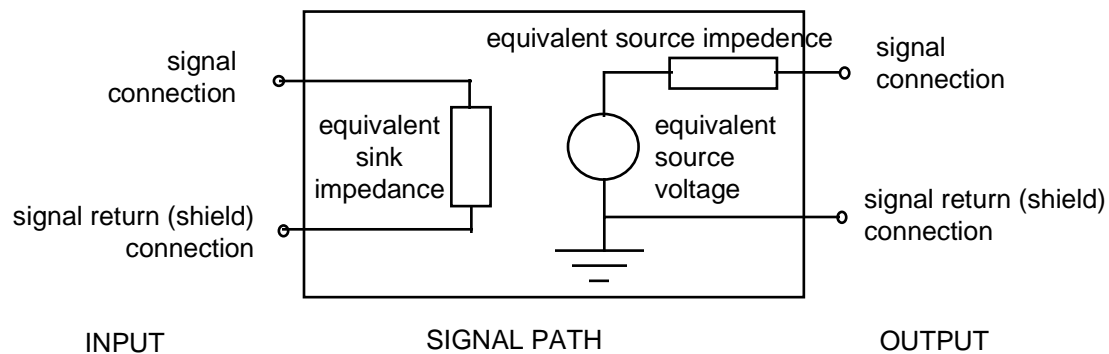 equivalent source impedence
signal
connection
signal
connection
equivalent
sink
impedance
equivalent
source
voltage
signal return (shield)
connection
signal return (shield)
connection
INPUT
SIGNAL PATH
OUTPUT